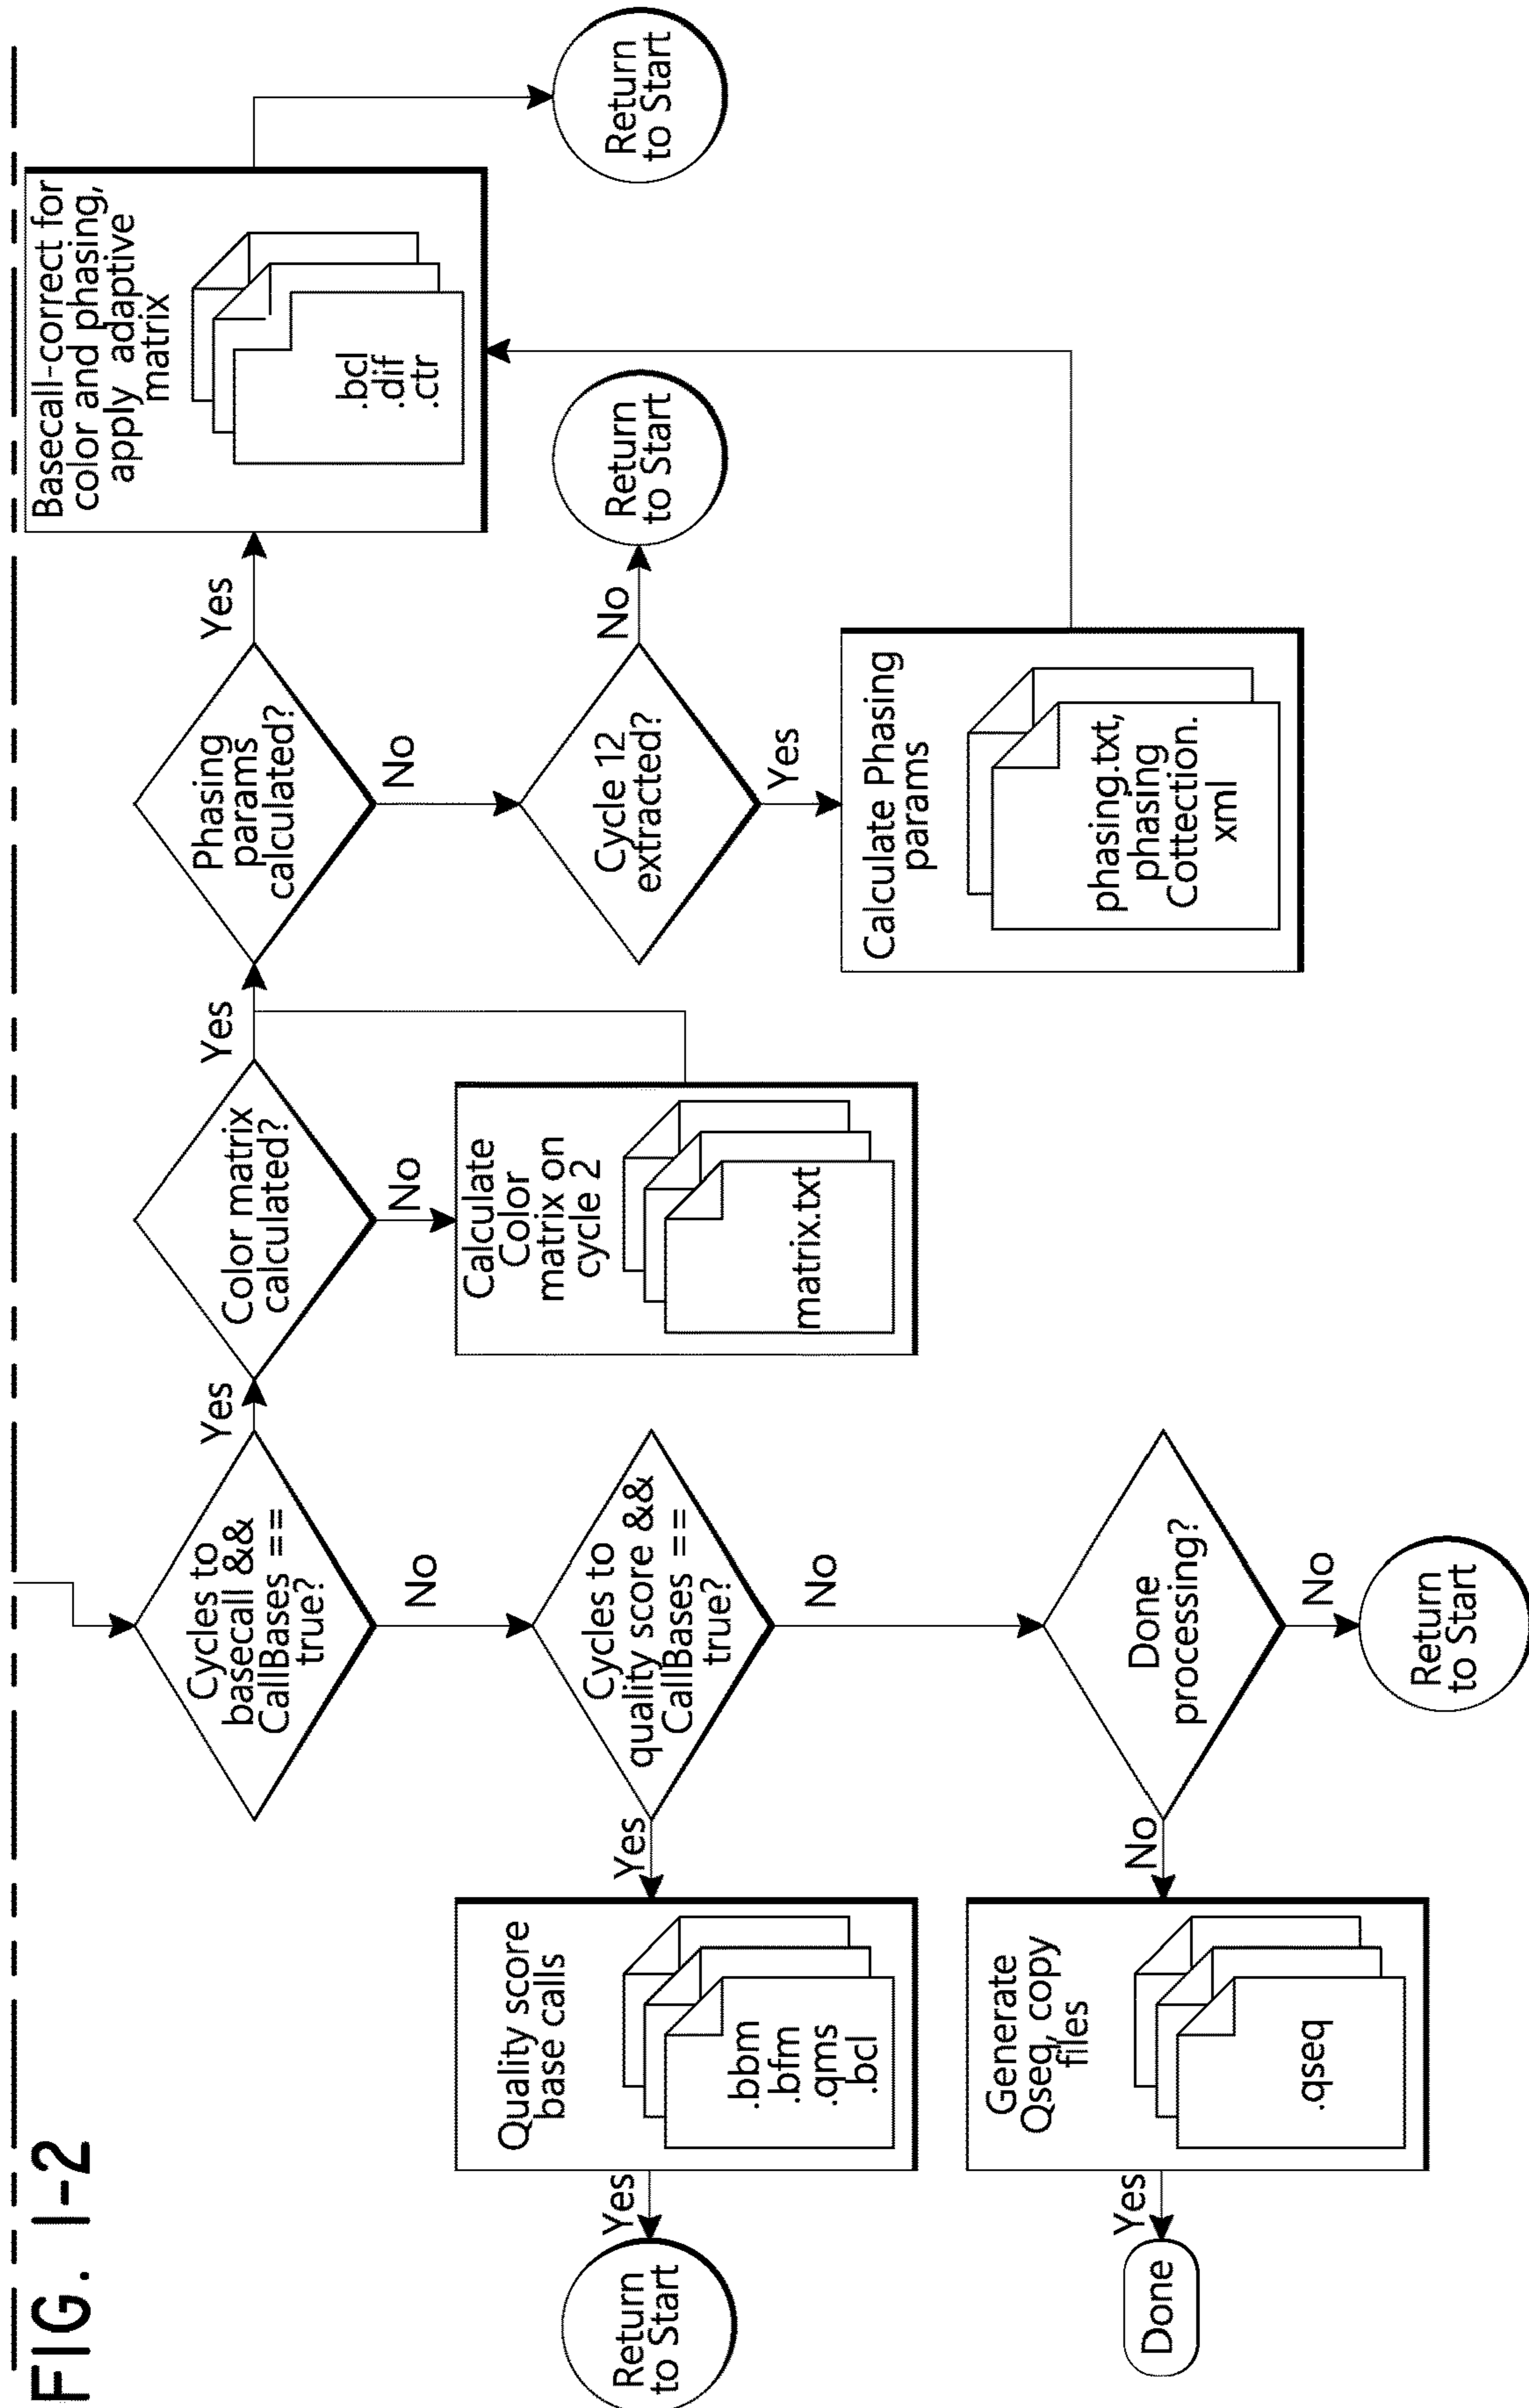 FIG. 1-2
Cycles to
basecall &&
CallBases ==
true?
Yes
No
Color matrix
calculated?
Yes
No
Calculate
Color
matrix on
cycle 2
matrix.txt
Phasing
params
calculated?
Yes
No
Basecall-correct for
color and phasing,
apply adaptive
matrix
.bcl
.dif
.ctr
Return
to Start
Cycle 12
extracted?
No
Return
to Start
Yes
Calculate Phasing
params
phasing.txt,
phasing
Cottection.
xml
Cycles to
quality score &&
CallBases ==
true?
Yes
No
Quality score
base calls
.bbm
.bfm
.qms
.bcl
Yes
Return
to Start
Done
processing?
No
No
Return
to Start
Generate
Qseq, copy
files
.qseq
Yes
Done